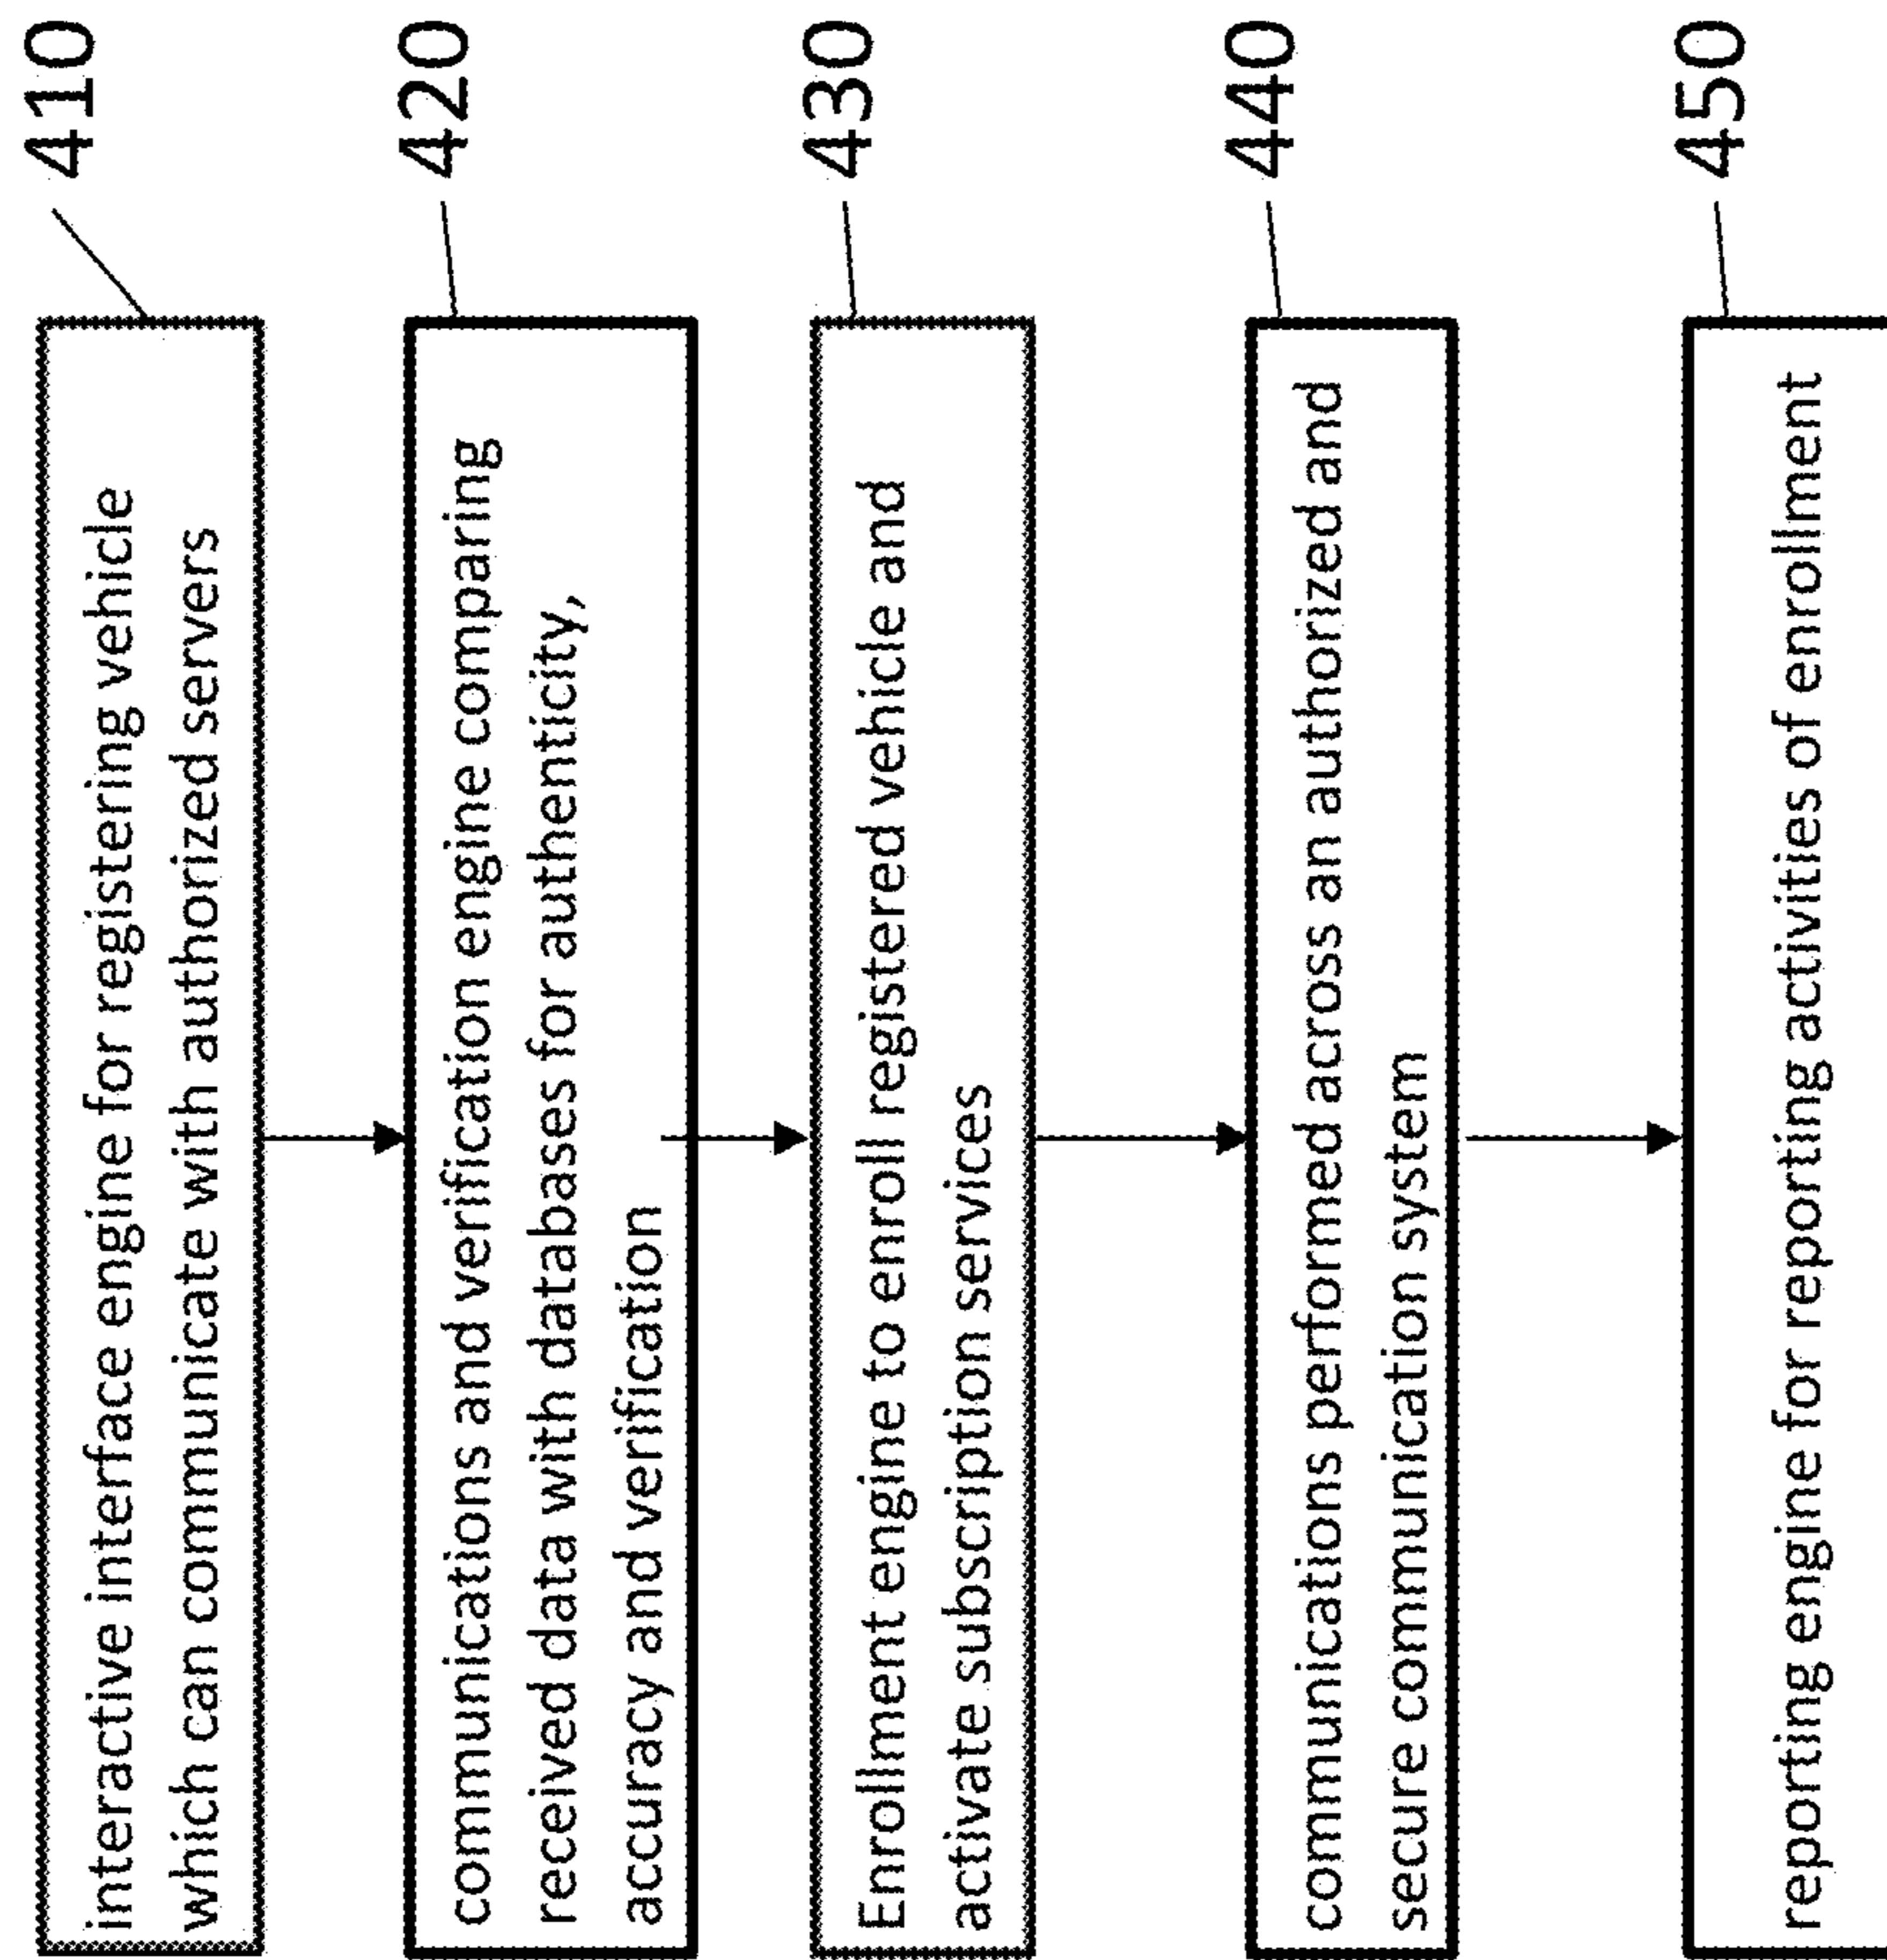 interactive interface engine for registering vehicle
which can communicate with authorized servers
410
communications and verification engine comparing
received data with databases for authenticity,
accuracy and verification
420
Enrollment engine to enroll registered vehicle and
activate subscription services
430
communications performed across an authorized and
secure communication system
440
reporting engine for reporting activities of enrollment
450